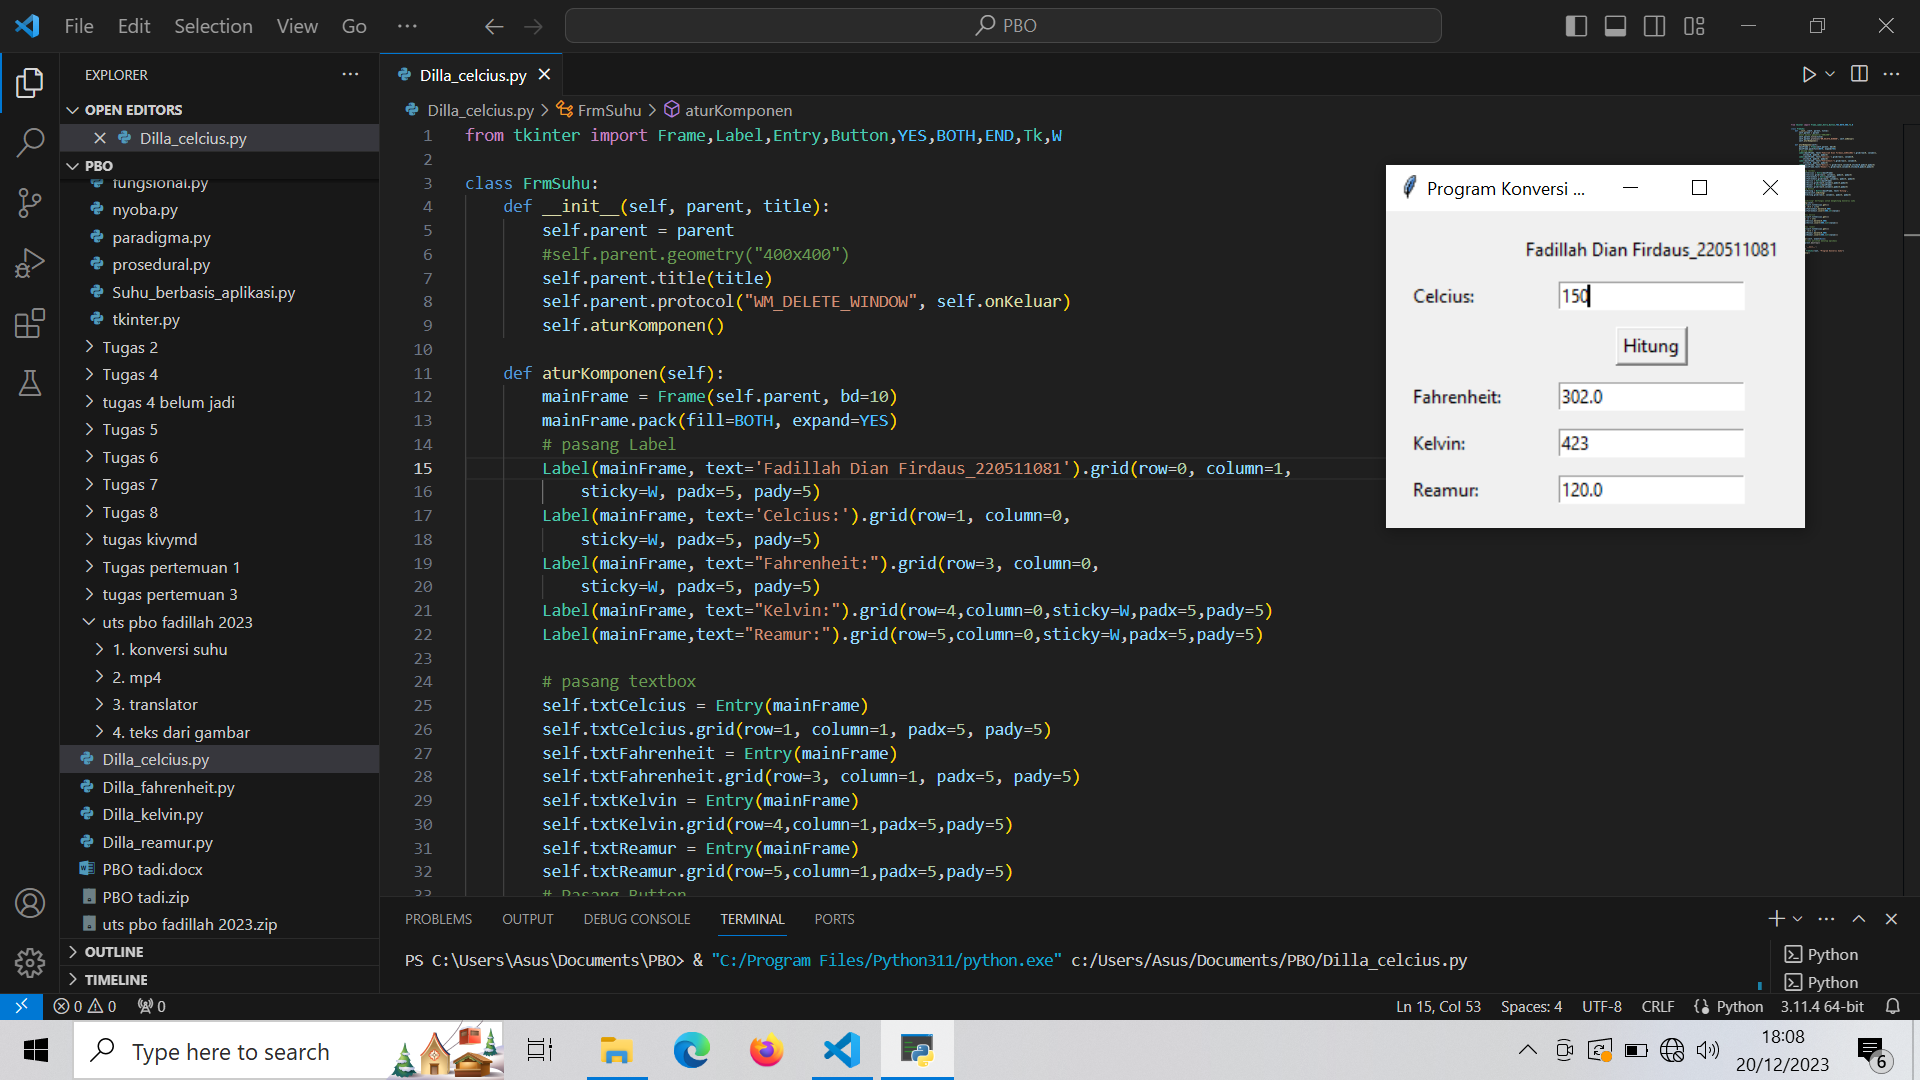 File Edit Selection View Go ... PBO
EXPLORER
OPEN EDITORS
Dilla_celcius.py
PBO
fungsional.py
nyoba.py
paradigma.py
prosedural.py
Suhu_berbasis_aplikasi.py
tkinter.py
Tugas 2
Tugas 4
tugas 4 belum jadi
Tugas 5
Tugas 6
Tugas 7
Tugas 8
tugas kivymd
Tugas pertemuan 1
tugas pertemuan 3
uts pbo fadillah 2023
1. konversi suhu
2. mp4
3. translator
4. teks dari gambar
Dilla_celcius.py
Dilla_fahrenheit.py
Dilla_kelvin.py
Dilla_reamur.py
PBO tadi.docx
PBO tadi.zip
uts pbo fadillah 2023.zip
OUTLINE
TIMELINE
Dilla_celcius.py
Dilla_celcius.py > FrmSuhu > aturKomponen
1 from tkinter import Frame,Label,Entry,Button,YES,BOTH,END,Tk,W
2
3 class FrmSuhu:
4 def __init__(self, parent, title):
5 self.parent = parent
6 #self.parent.geometry("400x400")
7 self.parent.title(title)
8 self.parent.protocol("WM_DELETE_WINDOW", self.onKeluar)
9 self.aturKomponen()
10
11 def aturKomponen(self):
12 mainFrame = Frame(self.parent, bd=10)
13 mainFrame.pack(fill=BOTH, expand=YES)
14 # pasang Label
15 Label(mainFrame, text='Fadillah Dian Firdaus_220511081').grid(row=0, column=1,
16 sticky=W, padx=5, pady=5)
17 Label(mainFrame, text='Celcius:').grid(row=1, column=0,
18 sticky=W, padx=5, pady=5)
19 Label(mainFrame, text="Fahrenheit:").grid(row=3, column=0,
20 sticky=W, padx=5, pady=5)
21 Label(mainFrame, text="Kelvin:").grid(row=4,column=0,sticky=W,padx=5,pady=5)
22 Label(mainFrame,text="Reamur:").grid(row=5,column=0,sticky=W,padx=5,pady=5)
23
24 # pasang textbox
25 self.txtCelcius = Entry(mainFrame)
26 self.txtCelcius.grid(row=1, column=1, padx=5, pady=5)
27 self.txtFahrenheit = Entry(mainFrame)
28 self.txtFahrenheit.grid(row=3, column=1, padx=5, pady=5)
29 self.txtKelvin = Entry(mainFrame)
30 self.txtKelvin.grid(row=4,column=1,padx=5,pady=5)
31 self.txtReamur = Entry(mainFrame)
32 self.txtReamur.grid(row=5,column=1,padx=5,pady=5)
33 # Pasang Button
Program Konversi ...
Fadillah Dian Firdaus_220511081
Celcius: 150
Hitung
Fahrenheit: 302.0
Kelvin: 423
Reamur: 120.0
PROBLEMS OUTPUT DEBUG CONSOLE TERMINAL PORTS
PS C:\Users\Asus\Documents\PBO> & "C:/Program Files/Python311/python.exe" c:/Users/Asus/Documents/PBO/Dilla_celcius.py
Python
Python
0 0 0 Ln 15, Col 53 Spaces: 4 UTF-8 CRLF Python 3.11.4 64-bit
Type here to search
18:08
20/12/2023
6